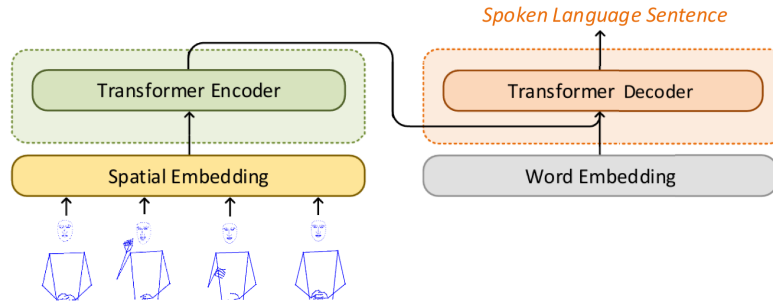 Spoken Language Sentence
Transformer Encoder
Transformer Decoder
Spatial Embedding
Word Embedding